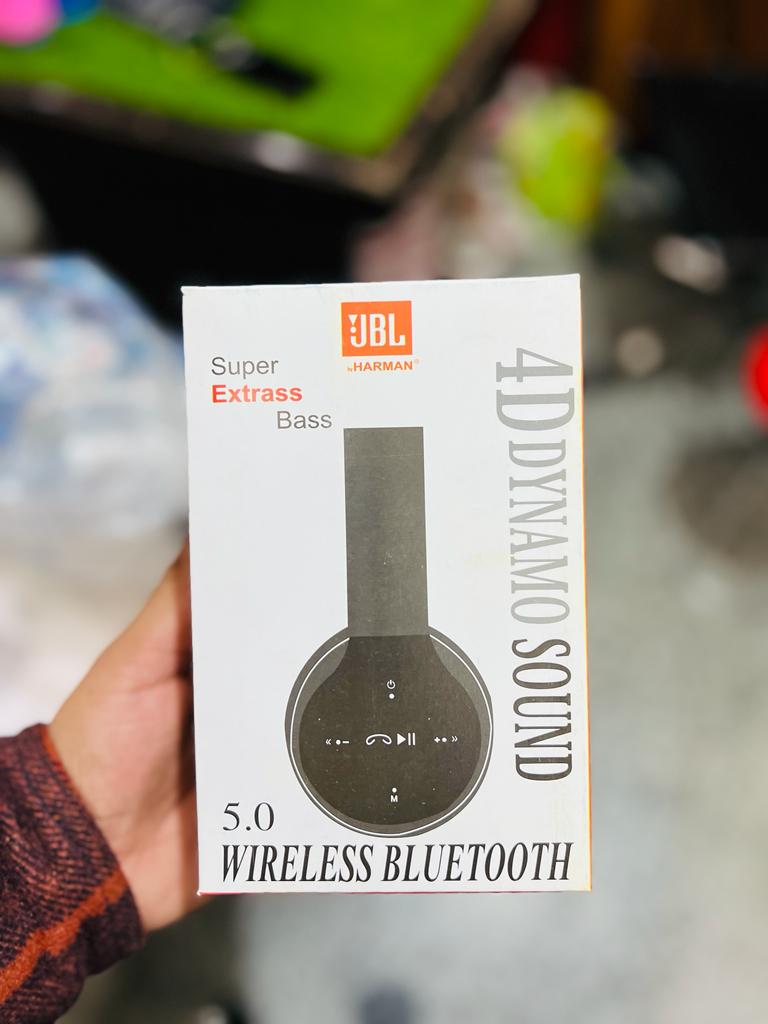 JBL
by HARMAN®
Super
Extrass
Bass
4D DYNAMO SOUND
M
5.0
WIRELESS BLUETOOTH